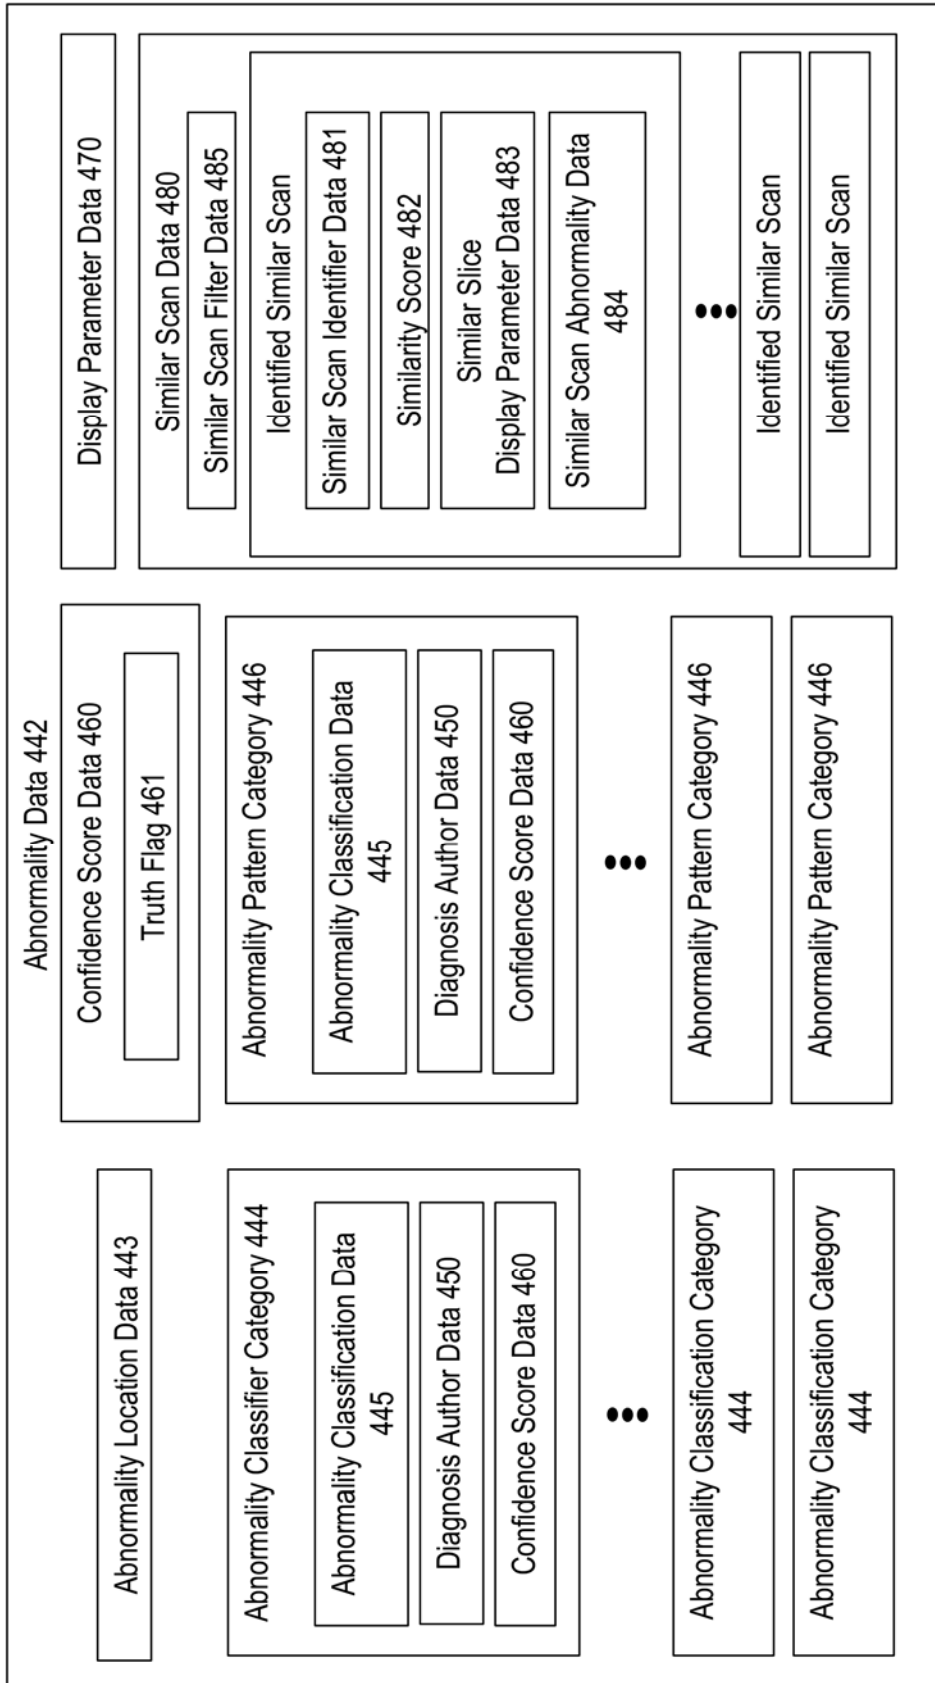 Abnormality Data 442
Abnormality Location Data 443
Abnormality Classifier Category 444
Abnormality Classification Data
445
Diagnosis Author Data 450
Confidence Score Data 460
Abnormality Classification Category
444
Abnormality Classification Category
444
Confidence Score Data 460
Truth Flag 461
Abnormality Pattern Category 446
Abnormality Classification Data
445
Diagnosis Author Data 450
Confidence Score Data 460
Abnormality Pattern Category 446
Abnormality Pattern Category 446
Display Parameter Data 470
Similar Scan Data 480
Similar Scan Filter Data 485
Identified Similar Scan
Similar Scan Identifier Data 481
Similarity Score 482
Similar Slice
Display Parameter Data 483
Similar Scan Abnormality Data
484
Identified Similar Scan
Identified Similar Scan